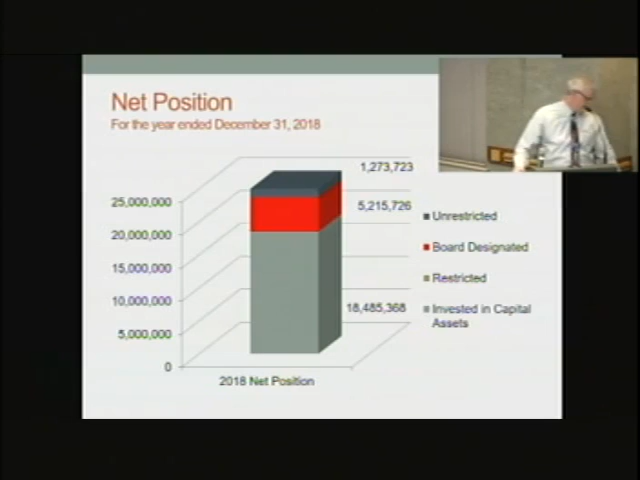 Net Position
For the year ended December 31, 2018
1,273,723
25,000,000
5,215,726
Unrestricted
20,000,000
Board Designated
15,000,000
Restricted
10,000,000
18,485,368
Invested in Capital
Assets
5,000,000
0
2018 Net Position